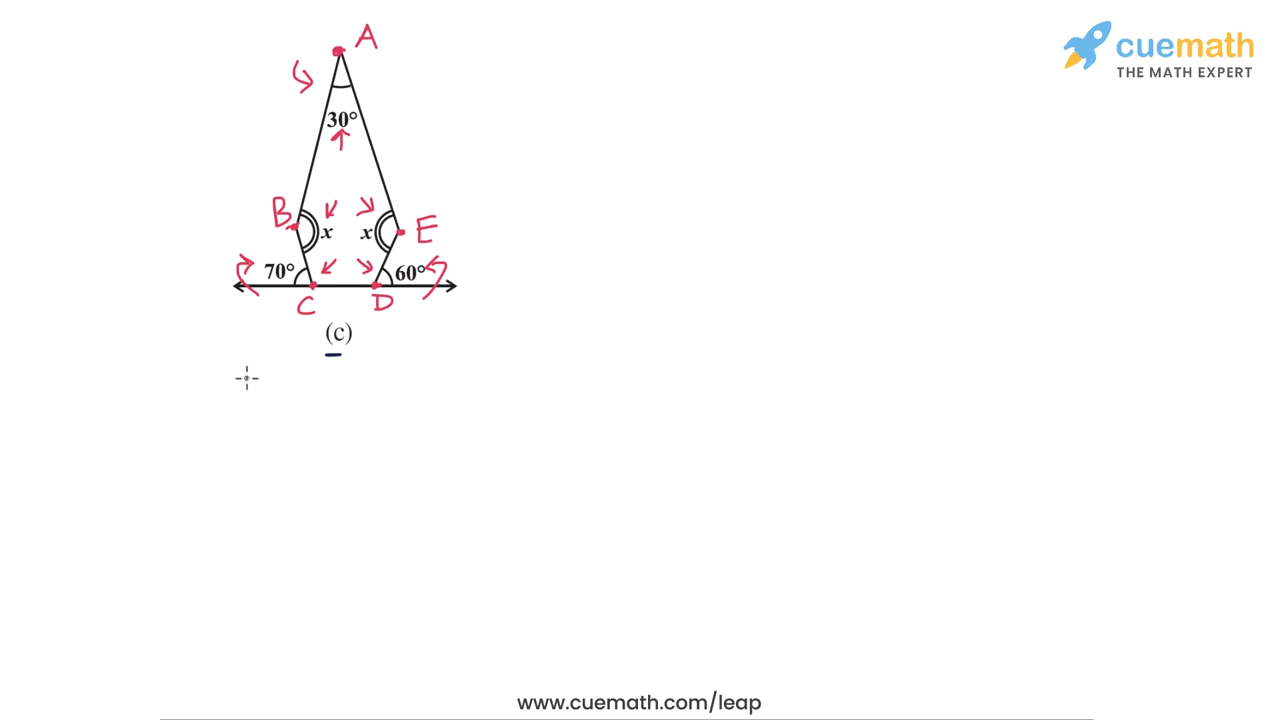 A
cuemath
THE MATH EXPERT
30°
B
x
x
E
70°
60°
C
D
(c)
www.cuemath.com/leap